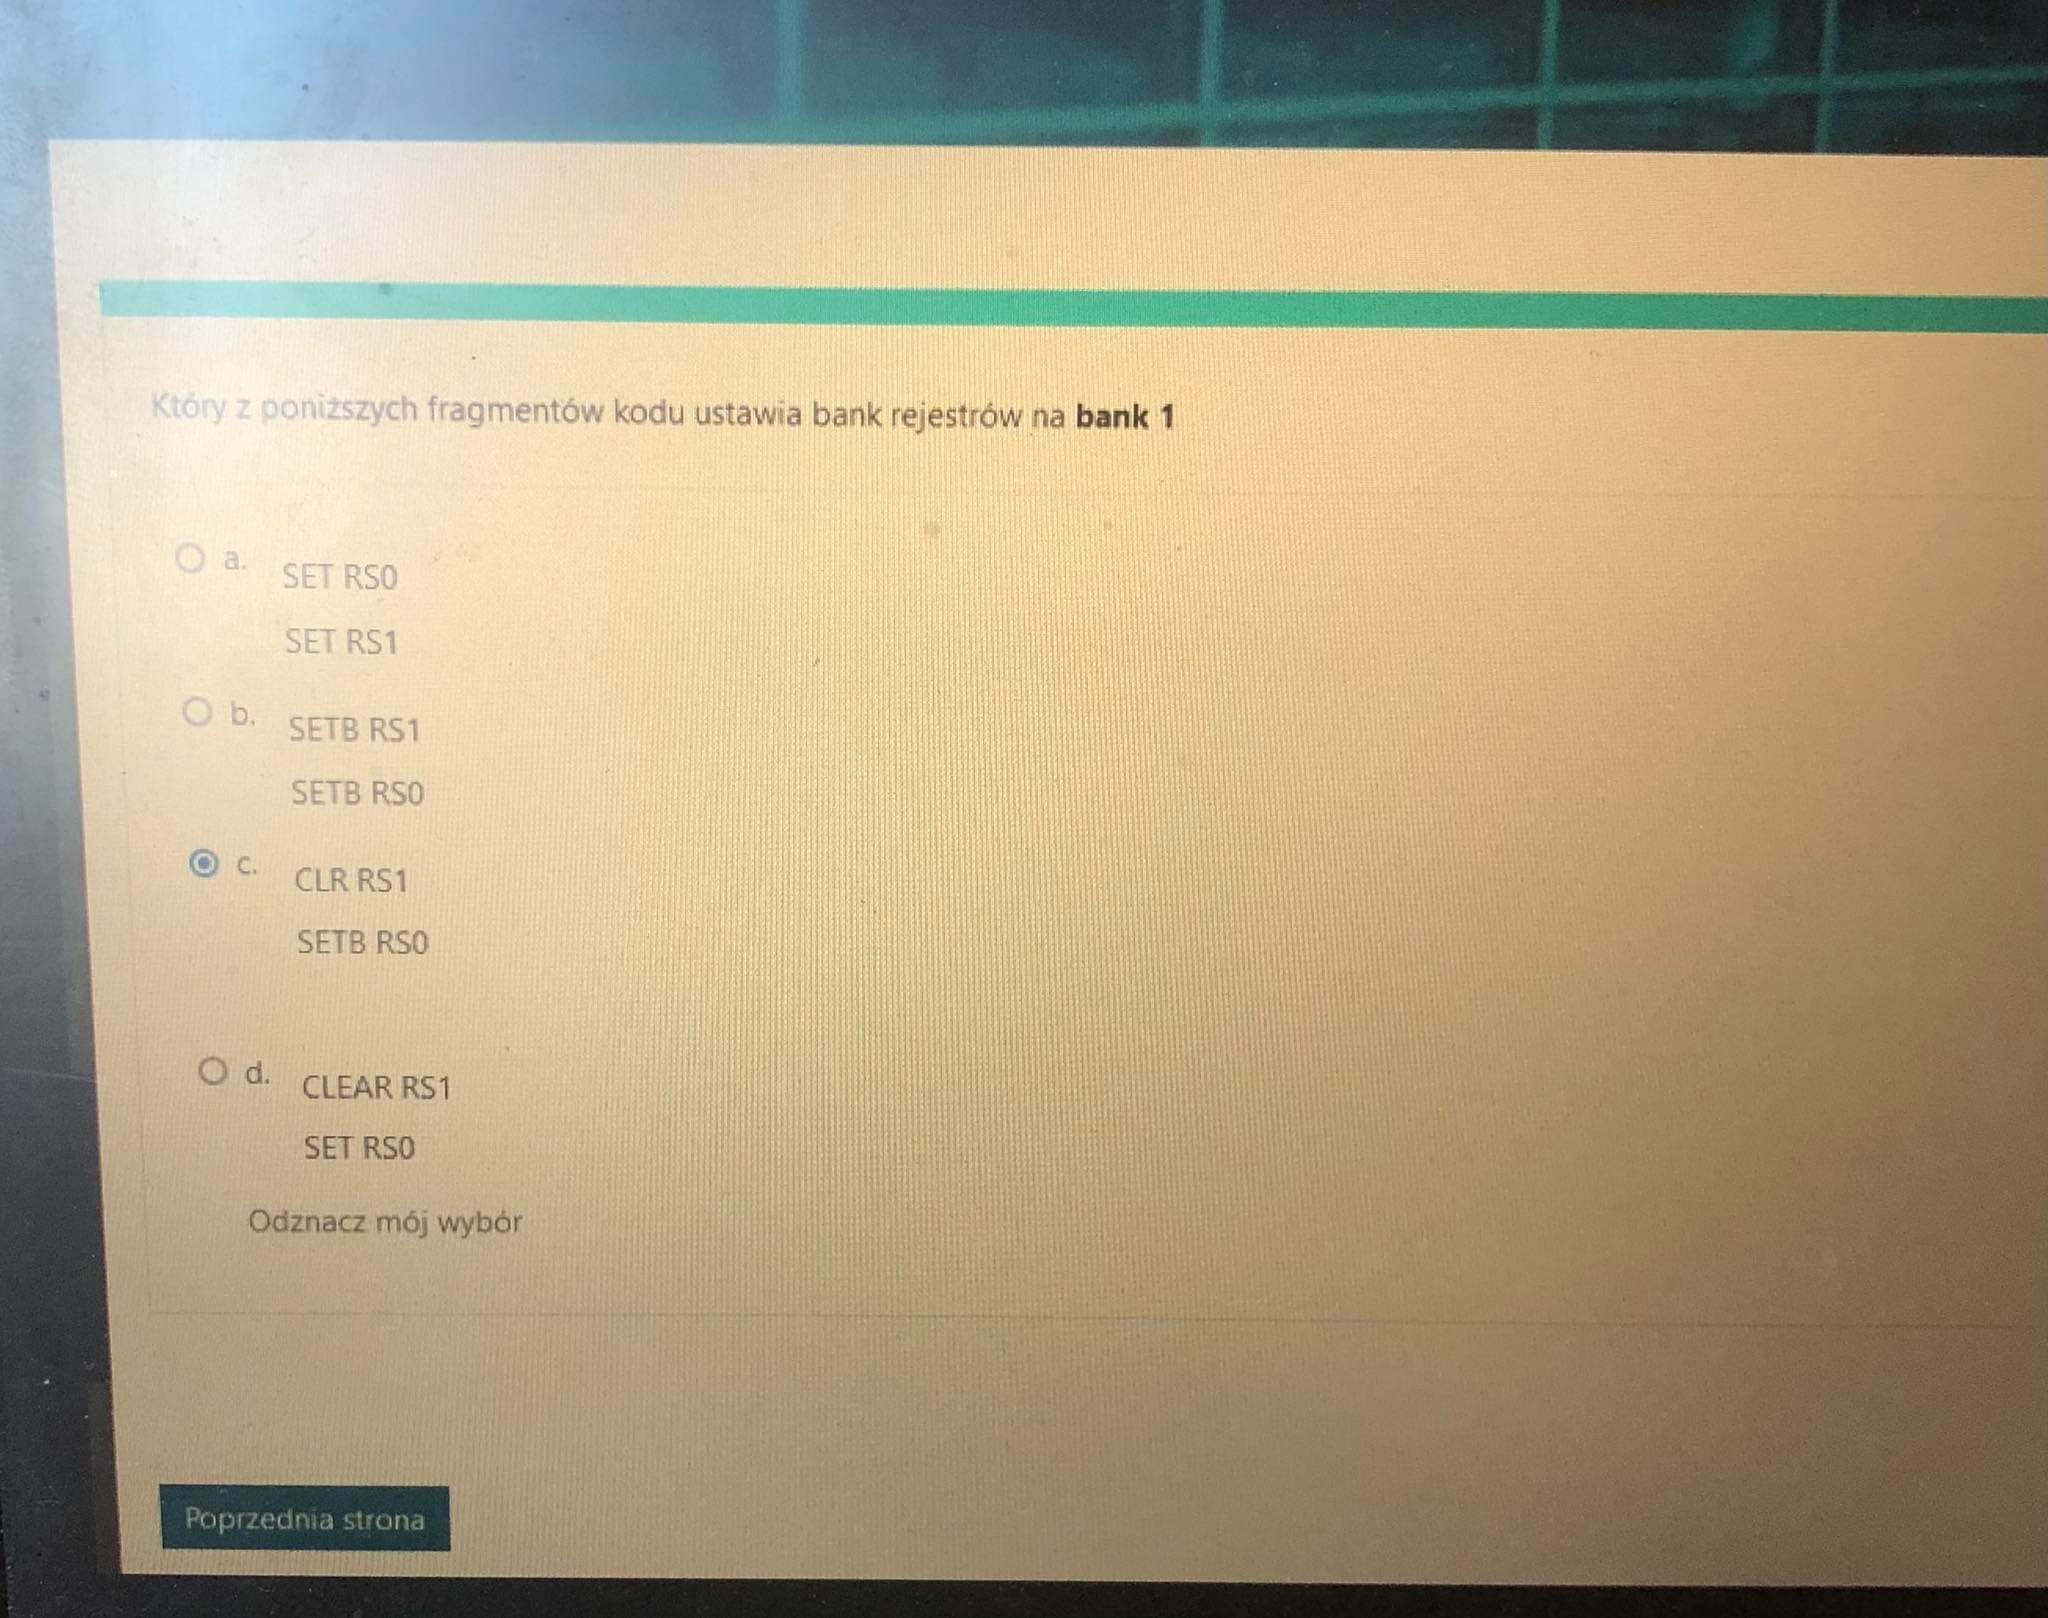 Który z poniższych fragmentów kodu ustawia bank rejestrów na bank 1
a. SET RS0
SET RS1
b. SETB RS1
SETB RS0
c. CLR RS1
SETB RS0
d. CLEAR RS1
SET RS0
Odznacz mój wybór
Poprzednia strona